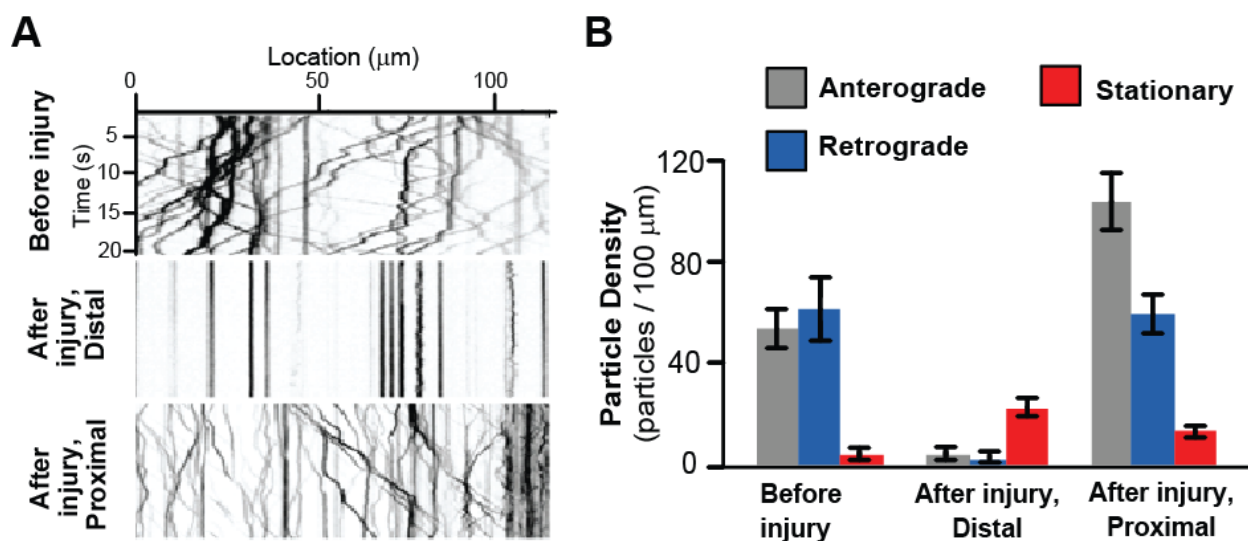 A
Location (μm)
0
50
100
Before injury
Time (s)
5
10
15
20
After
injury,
Distal
After
injury,
Proximal
B
Anterograde
Stationary
Retrograde
Particle Density
(particles / 100 μm)
120
80
40
0
Before
injury
After injury,
Distal
After injury,
Proximal